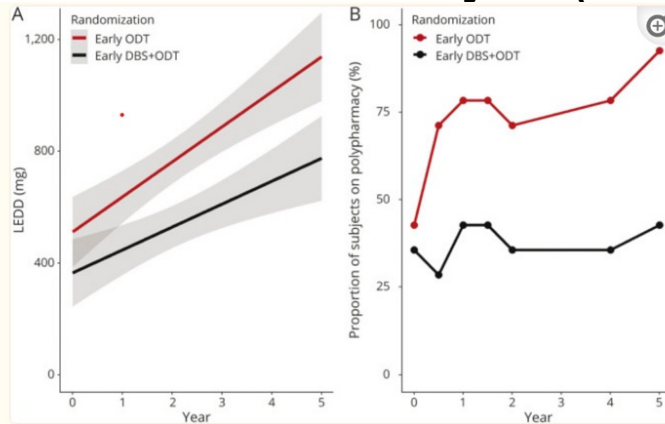 A
Randomization
Early ODT
Early DBS+ODT
1,200
800
400
0
LEDD (mg)
0 1 2 3 4 5
Year
B
100
Randomization
Early ODT
Early DBS+ODT
75
50
25
0
Proportion of subjects on polypharmacy (%)
0 1 2 3 4 5
Year